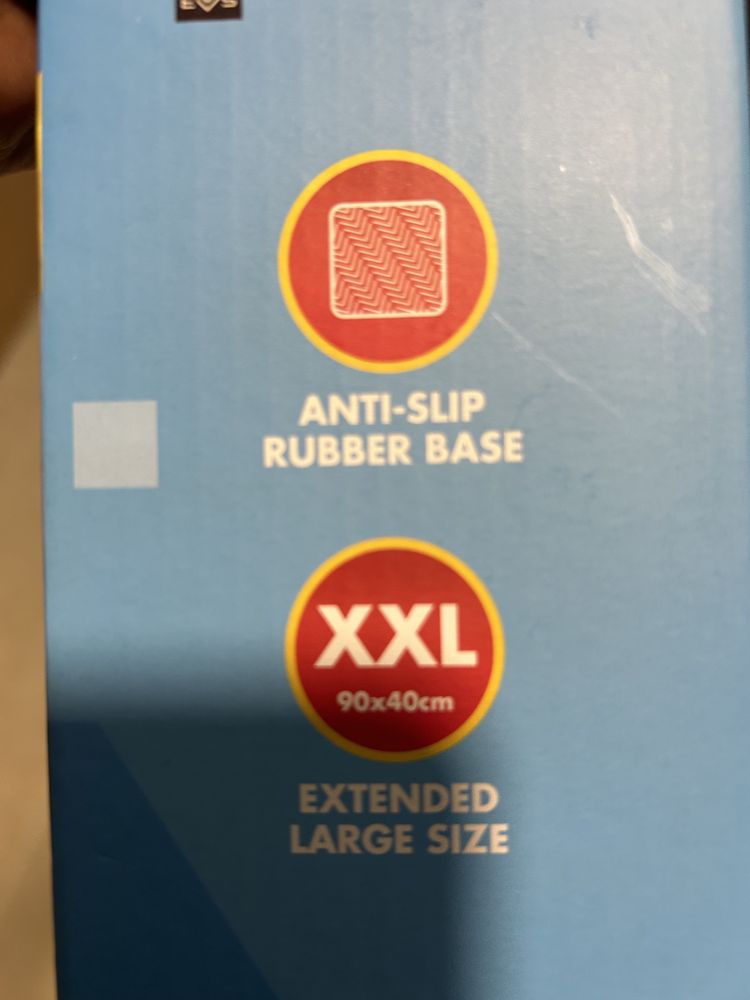 ANTI-SLIP
RUBBER BASE
XXL
90x40cm
EXTENDED
LARGE SIZE